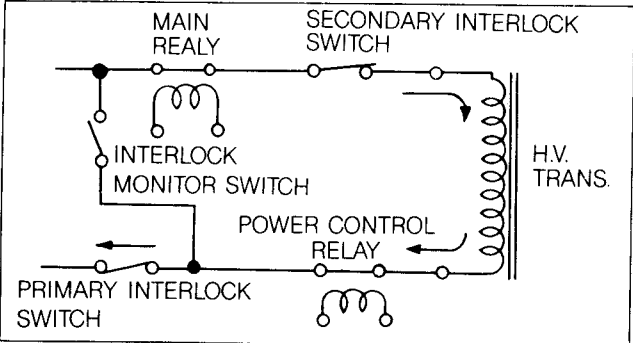 MAIN
REALY
SECONDARY INTERLOCK
SWITCH
INTERLOCK
MONITOR SWITCH
H.V.
TRANS.
POWER CONTROL
RELAY
PRIMARY INTERLOCK
SWITCH